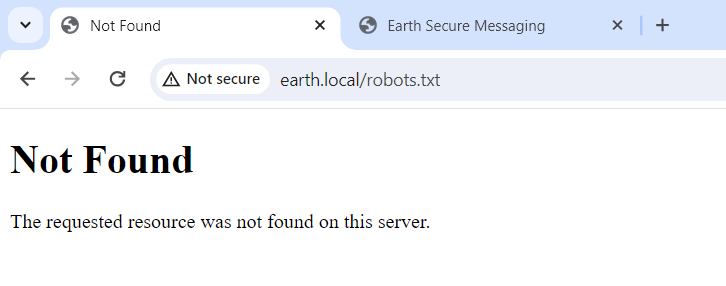 Not Found
Earth Secure Messaging
Not secure
earth.local/robots.txt
Not Found
The requested resource was not found on this server.